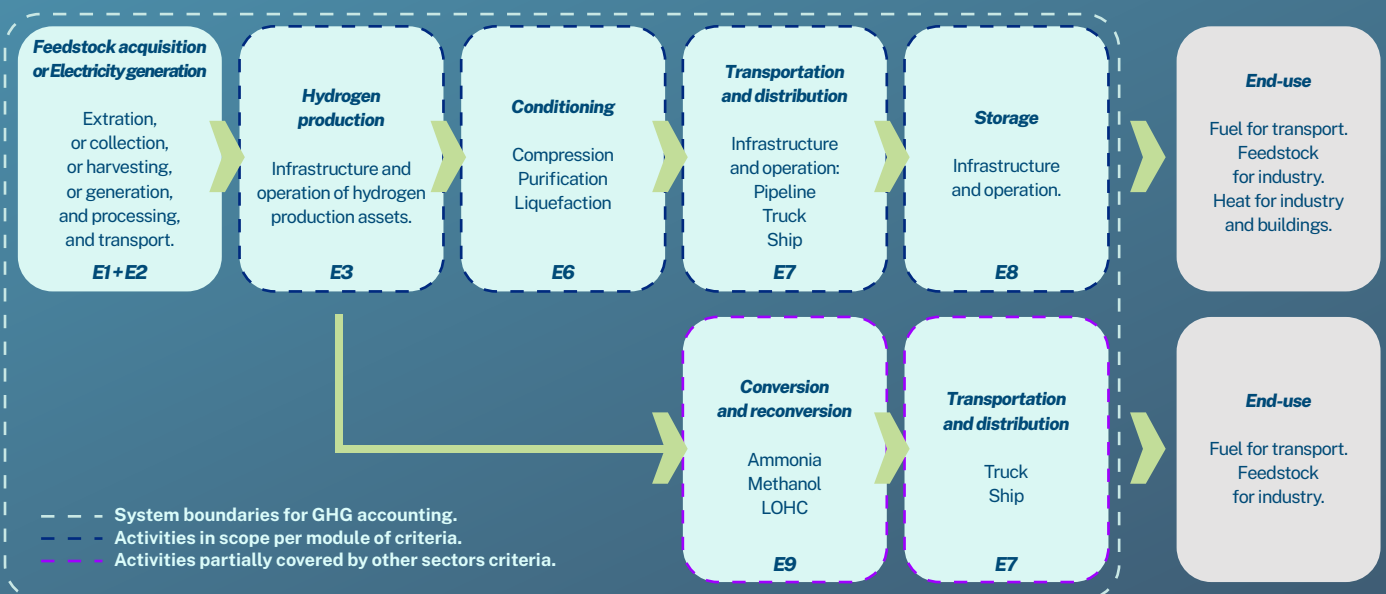 Feedstock acquisition
or Electricity generation
Extration,
or collection,
or harvesting,
or generation,
and processing,
and transport.
E1+E2
Hydrogen
production
Infrastructure and
operation of hydrogen
production assets.
E3
Conditioning
Compression
Purification
Liquefaction
E6
Transportation
and distribution
Infrastructure
and operation:
Pipeline
Truck
Ship
E7
Storage
Infrastructure
and operation.
E8
End-use
Fuel for transport.
Feedstock
for industry.
Heat for industry
and buildings.
Conversion
and reconversion
Ammonia
Methanol
LOHC
E9
Transportation
and distribution
Truck
Ship
E7
End-use
Fuel for transport.
Feedstock
for industry.
System boundaries for GHG accounting.
Activities in scope per module of criteria.
Activities partially covered by other sectors criteria.